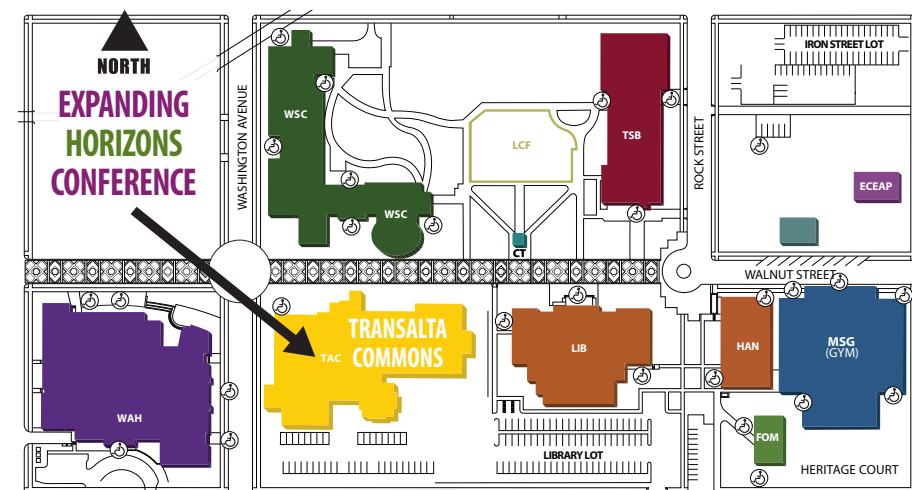 NORTH
EXPANDING
HORIZONS
CONFERENCE
WASHINGTON AVENUE
WSC
WSC
LCF
CT
TSB
ROCK STREET
IRON STREET LOT
ECEAP
WALNUT STREET
WAH
TAC
TRANSALTA
COMMONS
LIB
LIBRARY LOT
HAN
MSG
(GYM)
FOM
HERITAGE COURT